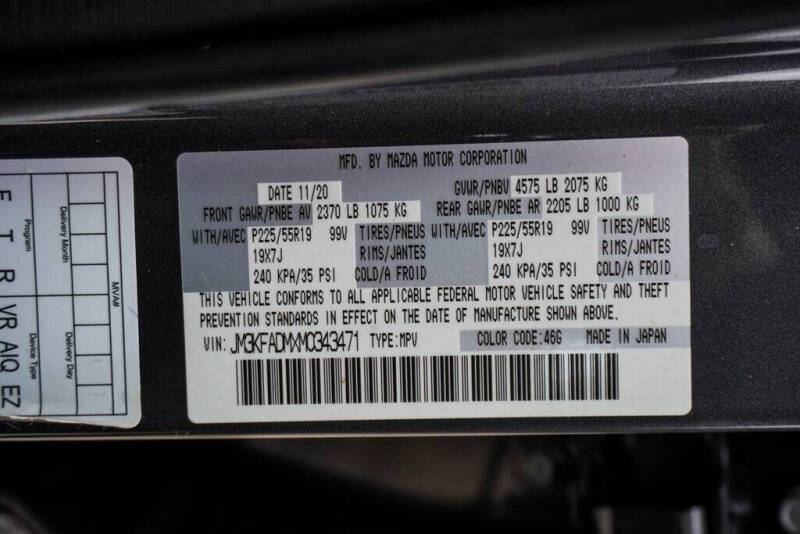 MFD. BY MAZDA MOTOR CORPORATION
DATE 11/20 GVWR/PNBV 4575 LB 2075 KG
FRONT GAWR/PNBE AV 2370 LB 1075 KG REAR GAWR/PNBE AR 2205 LB 1000 KG
WITH/AVEC P225/55R19 99V TIRES/PNEUS WITH/AVEC P225/55R19 99V TIRES/PNEUS
19X7J RIMS/JANTES 19X7J RIMS/JANTES
240 KPA/35 PSI COLD/A FROID 240 KPA/35 PSI COLD/A FROID
THIS VEHICLE CONFORMS TO ALL APPLICABLE FEDERAL MOTOR VEHICLE SAFETY AND THEFT
PREVENTION STANDARDS IN EFFECT ON THE DATE OF MANUFACTURE SHOWN ABOVE.
VIN: JM3KFADMXM0343471 TYPE:MPV COLOR CODE:46G MADE IN JAPAN
MVA#
Delivery Month
Delivery Day
Program
Device Type
F T R VR AIQ EZ